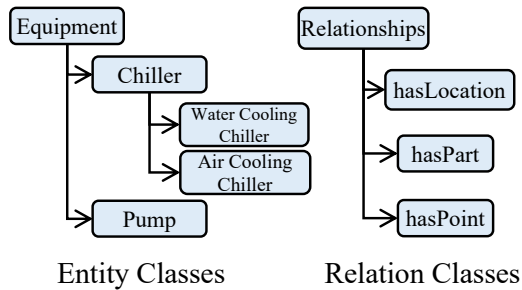 Equipment
Chiller
Water Cooling
Chiller
Air Cooling
Chiller
Pump
Entity Classes
Relationships
hasLocation
hasPart
hasPoint
Relation Classes